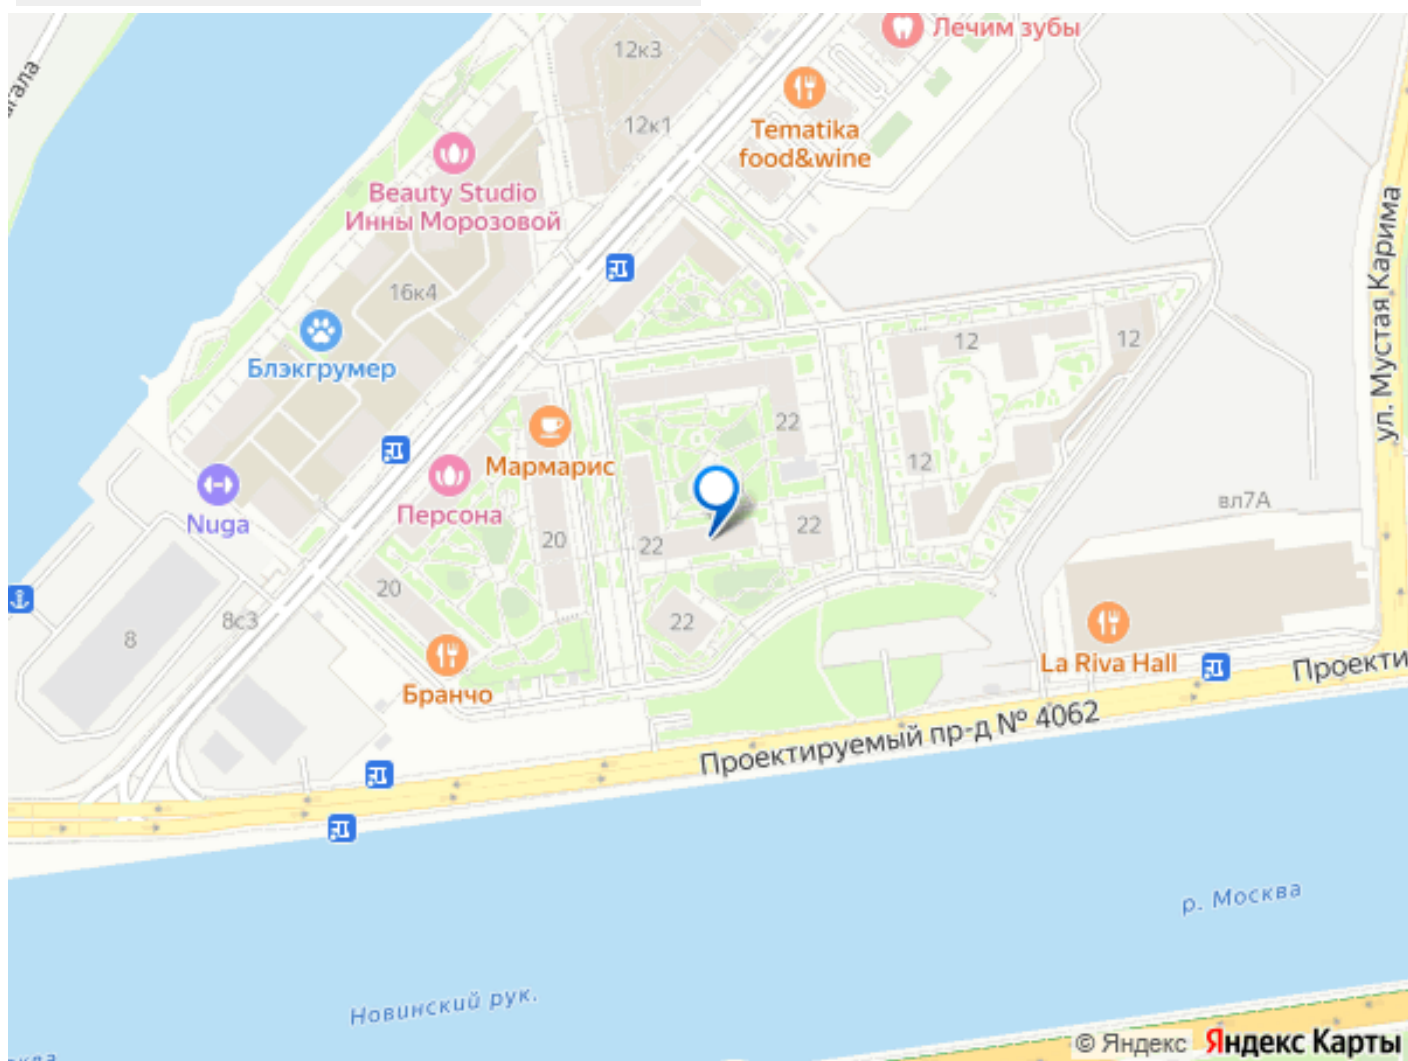 Лечим зубы
12к3
Tematika
food&wine
12к1
Beauty Studio
Инны Морозовой
16к4
ул. Мустая Карима
12
12
Блэкгрумер
22
Мармарис
12
Персона
вл7А
Nuga
22
20
22
20
22
8с3
8
La Riva Hall
Бранчо
Проекти
Проектируемый пр-д № 4062
р. Москва
Новинский рук.
© Яндекс Яндекс Карты